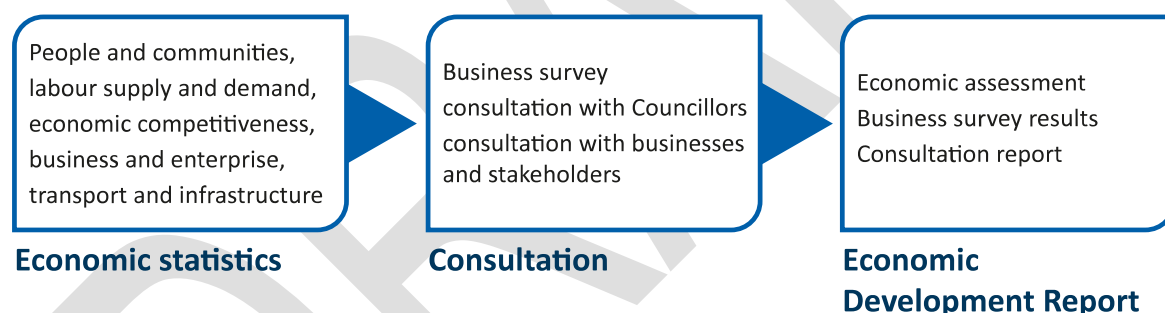 People and communities,
labour supply and demand,
economic competitiveness,
business and enterprise,
transport and infrastructure
Economic statistics
Business survey
consultation with Councillors
consultation with businesses
and stakeholders
Consultation
Economic assessment
Business survey results
Consultation report
Economic
Development Report